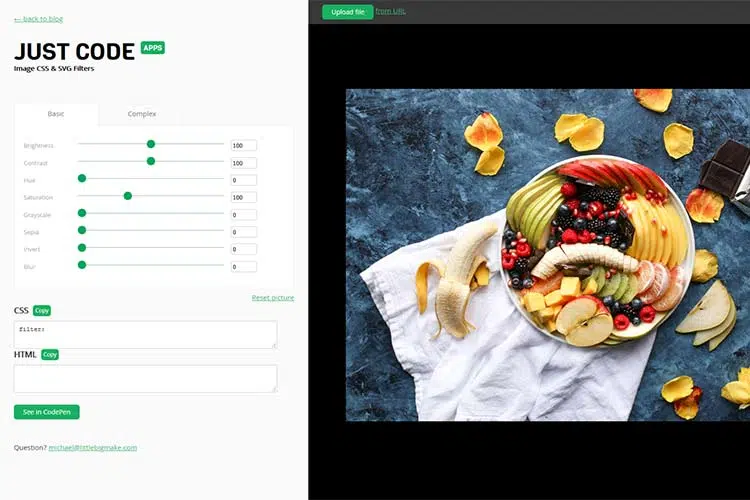 ← back to blog
JUST CODE APPS
Image CSS & SVG Filters
Basic Complex
Brightness 100
Contrast 100
Hue 0
Saturation 100
Grayscale 0
Sepia 0
Invert 0
Blur 0
Reset picture
CSS Copy
filter:
HTML Copy
See in CodePen
Question? michael@littlebigmake.com
Upload file from URL